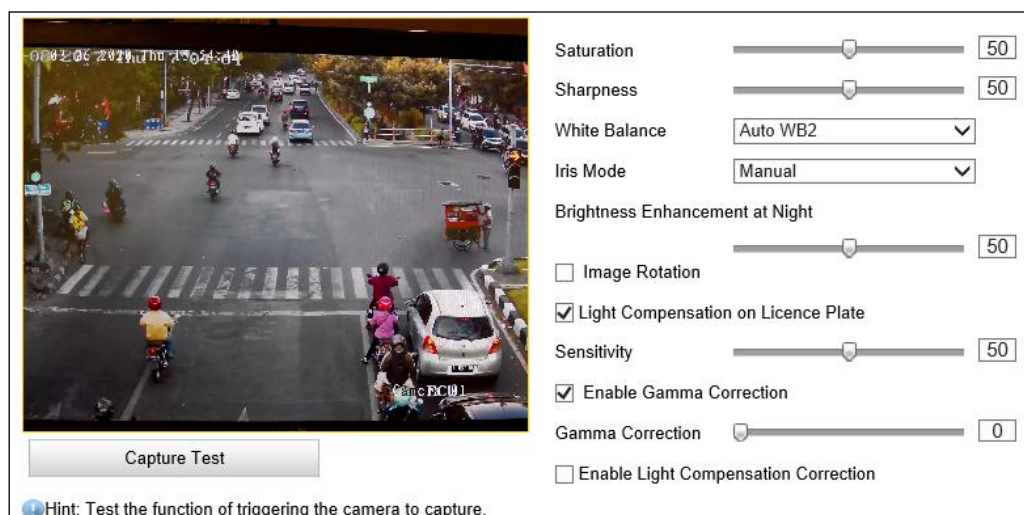 Saturation 50
Sharpness 50
White Balance Auto WB2
Iris Mode Manual
Brightness Enhancement at Night
50
Image Rotation
Light Compensation on Licence Plate
Sensitivity 50
Enable Gamma Correction
Gamma Correction 0
Enable Light Compensation Correction
Capture Test
Hint: Test the function of triggering the camera to capture.